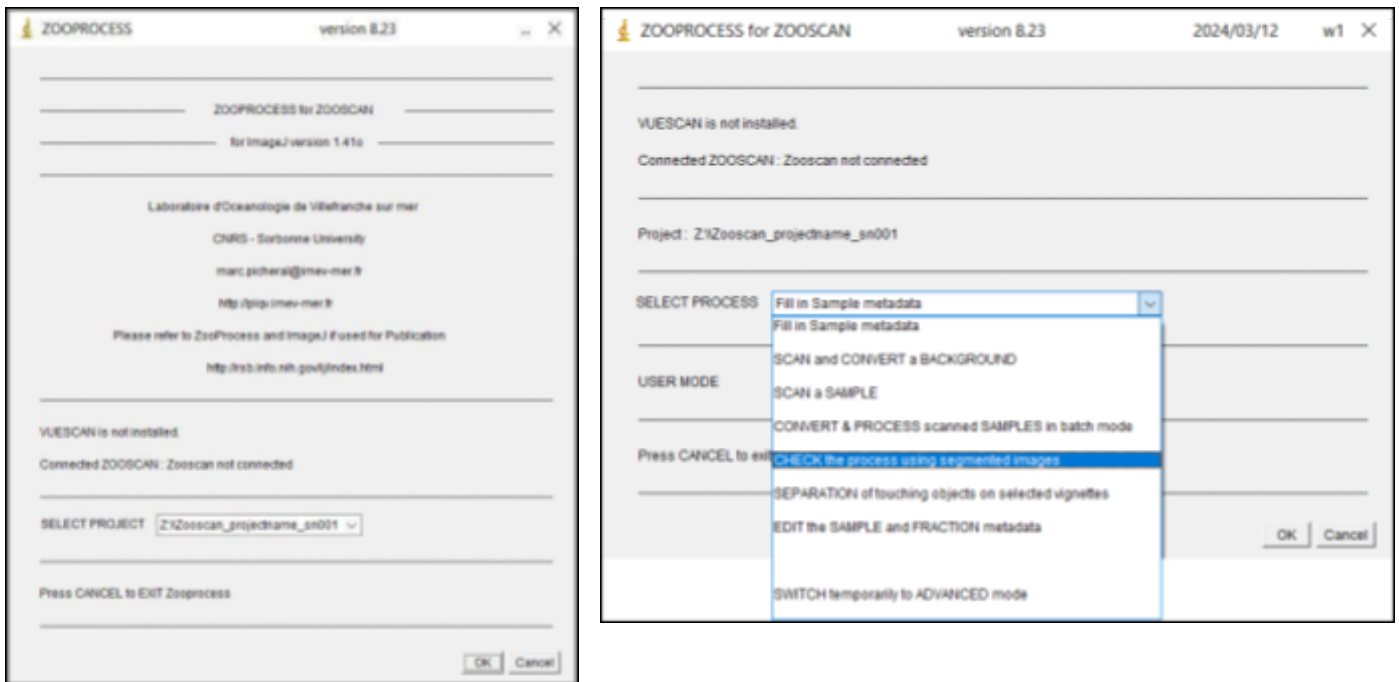 ZOOPROCESS version 8.23
ZOOPROCESS for ZOOSCAN
for ImageJ version 1.41o
Laboratoire d'Oceanologie de Villefranche sur mer
CNRS - Sorbonne University
marc.picheral@imev-mer.fr
http://piqv.imev-mer.fr
Please refer to ZooProcess and ImageJ if used for Publication
http://rsb.info.nih.gov/ij/index.html
VUESCAN is not installed.
Connected ZOOSCAN : Zooscan not connected
SELECT PROJECT Z:\Zooscan_projectname_sn001
Press CANCEL to EXIT Zooprocess
OK Cancel
ZOOPROCESS for ZOOSCAN version 8.23 2024/03/12 w1
VUESCAN is not installed.
Connected ZOOSCAN : Zooscan not connected
Project : Z:\Zooscan_projectname_sn001
SELECT PROCESS Fill in Sample metadata
Fill in Sample metadata
SCAN and CONVERT a BACKGROUND
USER MODE
SCAN a SAMPLE
CONVERT & PROCESS scanned SAMPLES in batch mode
Press CANCEL to exit
CHECK the process using segmented images
SEPARATION of touching objects on selected vignettes
EDIT the SAMPLE and FRACTION metadata
OK Cancel
SWITCH temporarily to ADVANCED mode